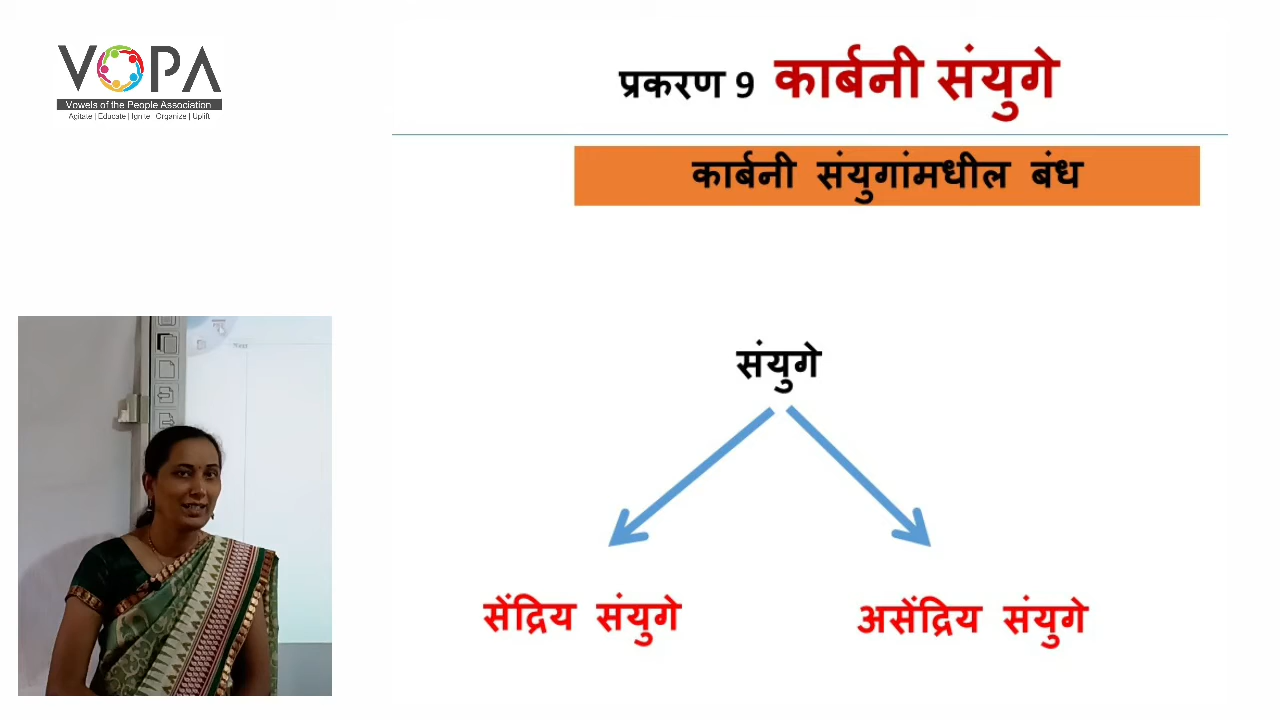 VOPA
Vowels of the People Association
Agitate | Educate | Ignite | Organize | Uplift
प्रकरण 9 कार्बनी संयुगे
कार्बनी संयुगांमधील बंध
संयुगे
सेंद्रिय संयुगे
असेंद्रिय संयुगे